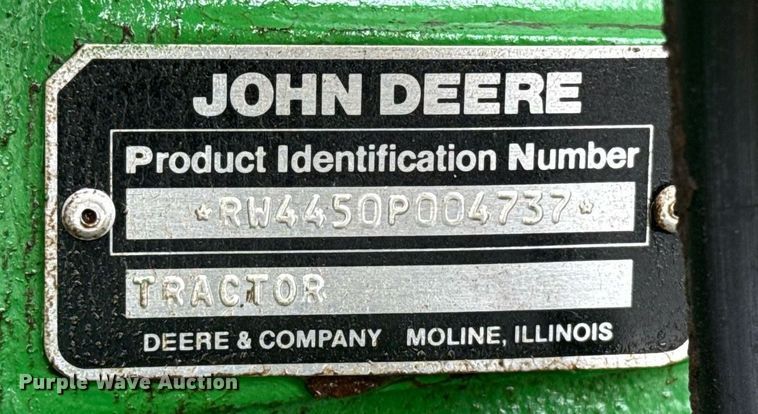 JOHN DEERE
Product Identification Number
*RW4450P004737*
TRACTOR
DEERE & COMPANY MOLINE, ILLINOIS
Purple Wave Auction